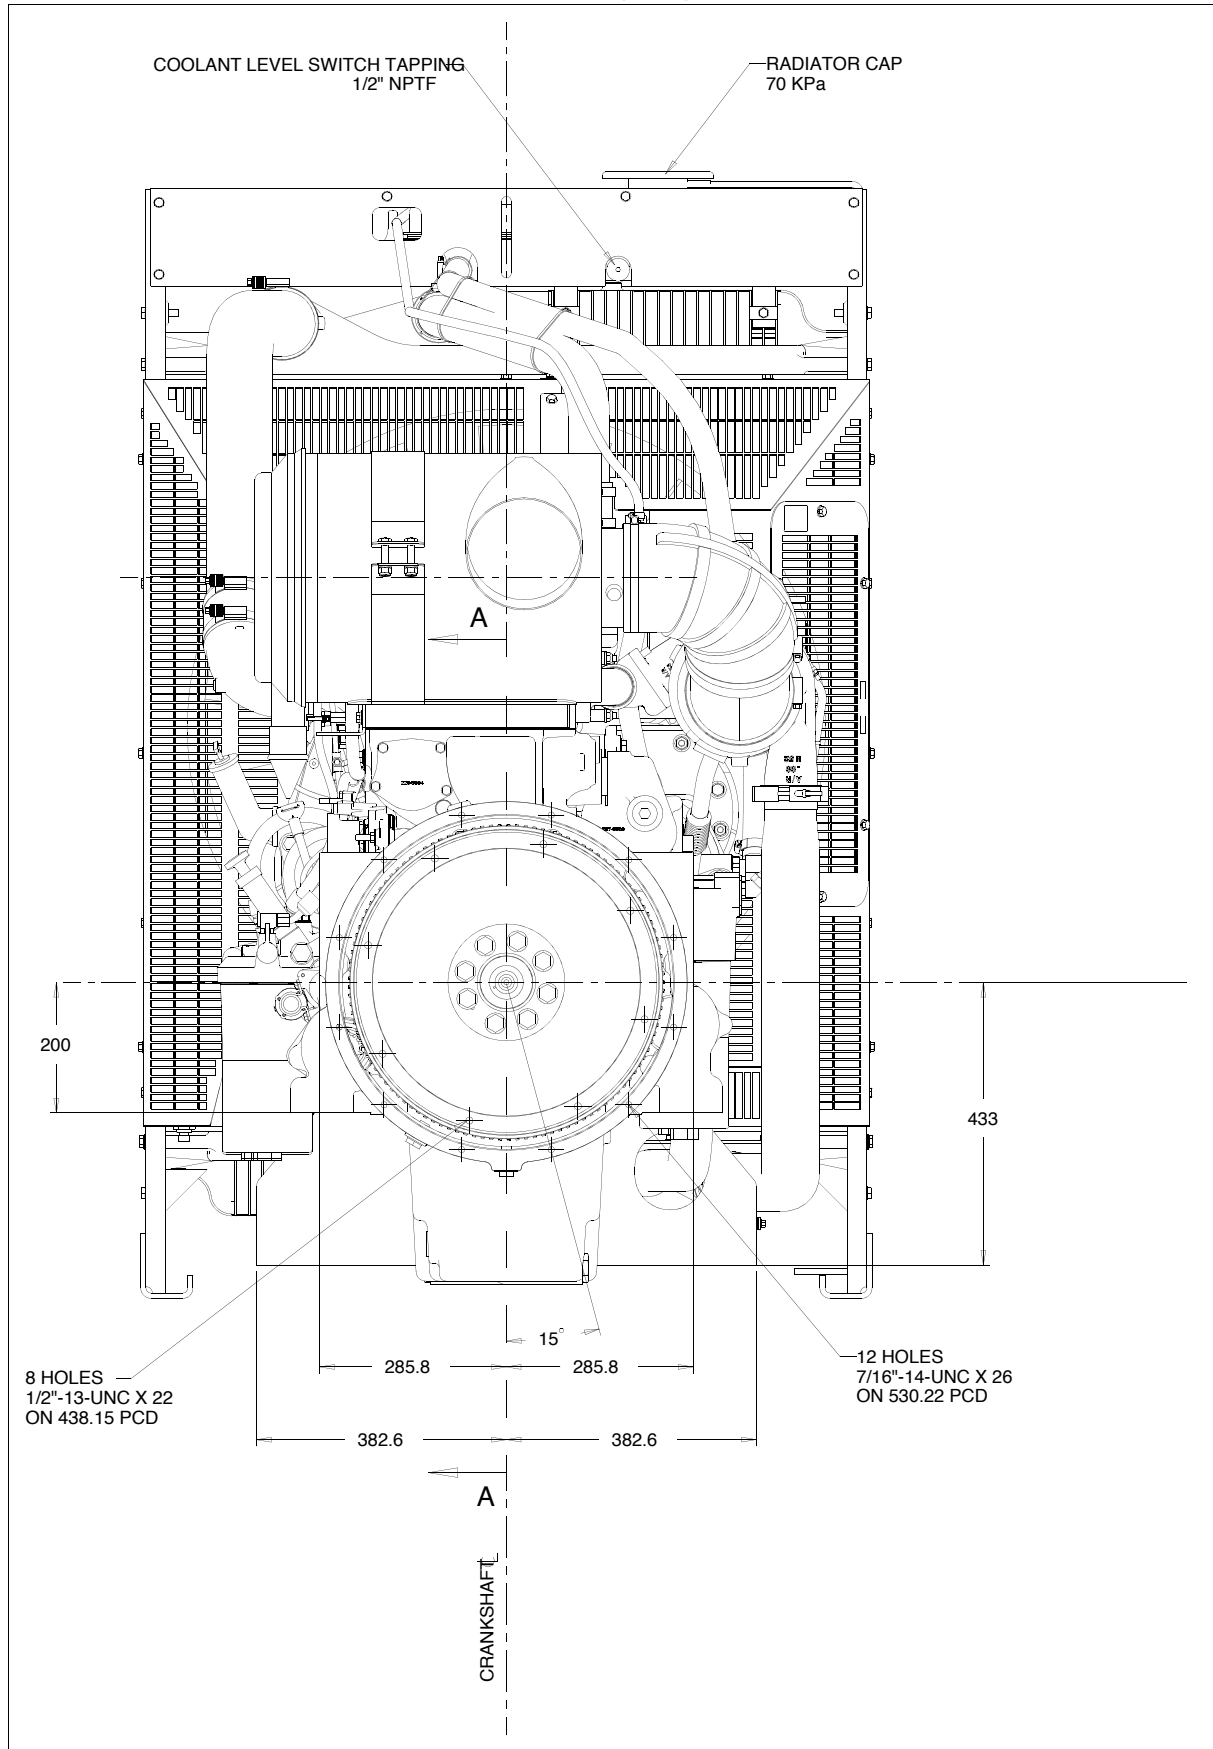 COOLANT LEVEL SWITCH TAPPING
1/2" NPTF
RADIATOR CAP
70 KPa
A
200
433
15°
285.8
285.8
8 HOLES
1/2"-13-UNC X 22
ON 438.15 PCD
12 HOLES
7/16"-14-UNC X 26
ON 530.22 PCD
382.6
382.6
A
CRANKSHAFT